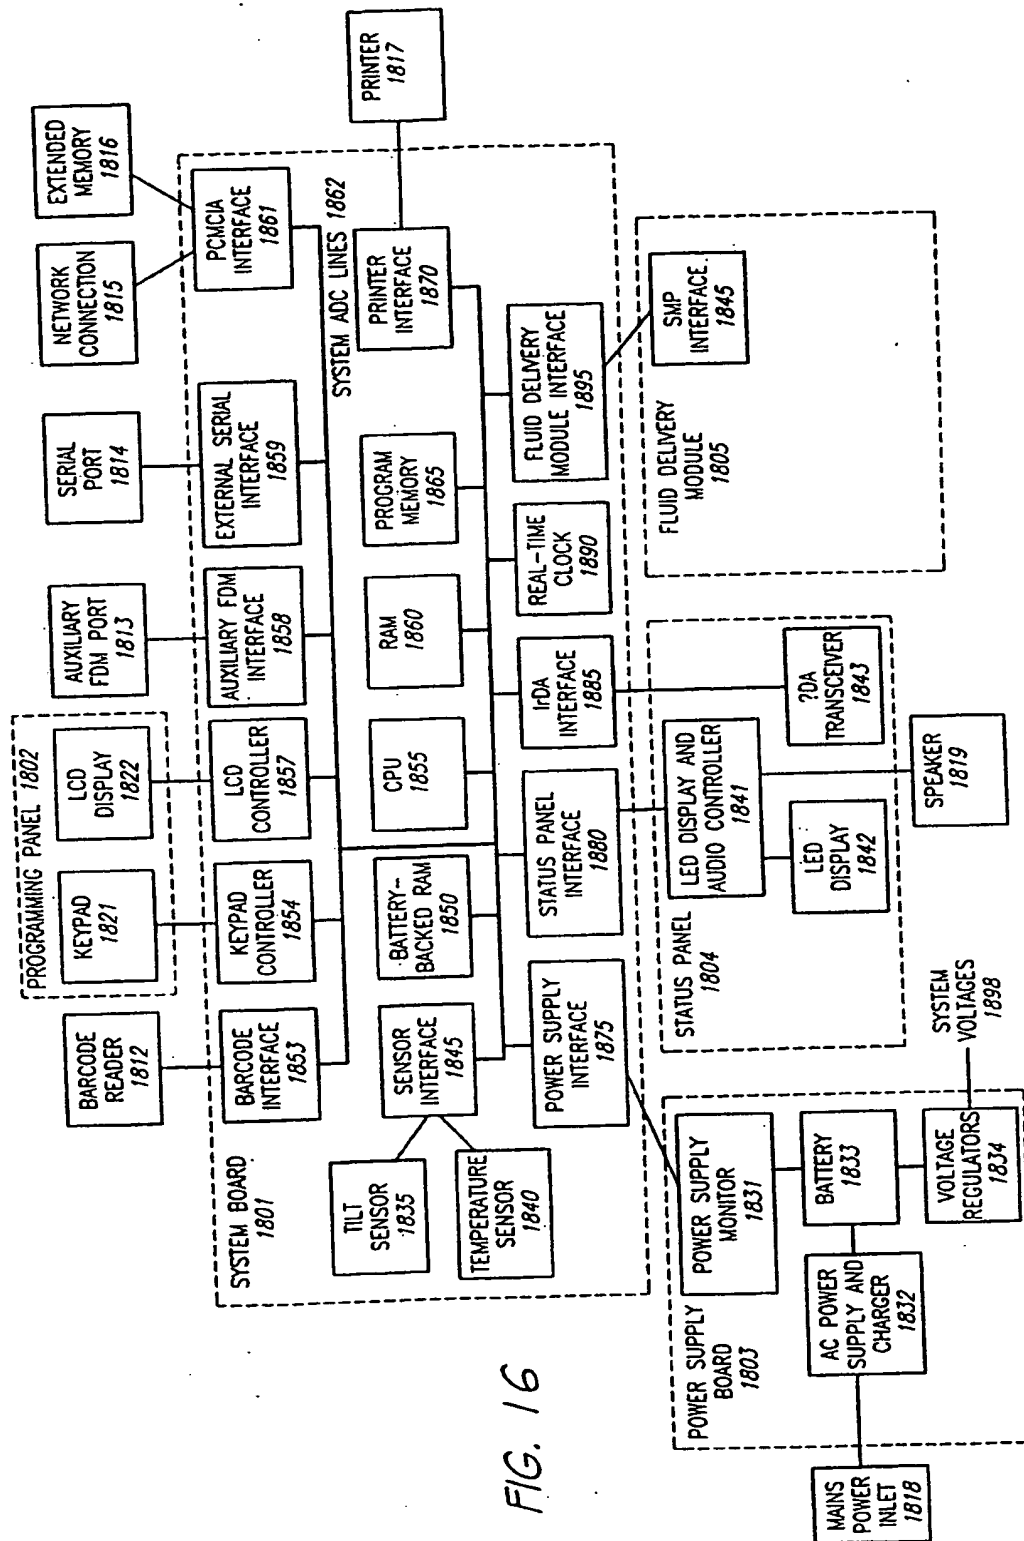 EXTENDED
MEMORY
1816
NETWORK
CONNECTION
1815
SERIAL
PORT
1814
AUXILIARY
FDM PORT
1813
PROGRAMMING PANEL 1802
LCD
DISPLAY
1822
KEYPAD
1821
BARCODE
READER
1812
PRINTER
1817
SYSTEM BOARD
1801
BARCODE
INTERFACE
1853
KEYPAD
CONTROLLER
1854
LCD
CONTROLLER
1857
AUXILIARY FDM
INTERFACE
1858
EXTERNAL SERIAL
INTERFACE
1859
PCMCIA
INTERFACE
1861
SYSTEM ADC LINES 1862
TILT
SENSOR
1835
TEMPERATURE
SENSOR
1840
SENSOR
INTERFACE
1845
BATTERY-
BACKED RAM
1850
CPU
1855
RAM
1860
PROGRAM
MEMORY
1865
PRINTER
INTERFACE
1870
POWER SUPPLY
INTERFACE
1875
STATUS PANEL
INTERFACE
1880
IrDA
INTERFACE
1885
REAL-TIME
CLOCK
1890
FLUID DELIVERY
MODULE INTERFACE
1895
POWER SUPPLY
BOARD
1803
POWER SUPPLY
MONITOR
1831
BATTERY
1833
AC POWER
SUPPLY AND
CHARGER
1832
VOLTAGE
REGULATORS
1834
MAINS
POWER
INLET
1818
SYSTEM
VOLTAGES
1898
STATUS PANEL
1804
LED DISPLAY AND
AUDIO CONTROLLER
1841
LED
DISPLAY
1842
?DA
TRANSCEIVER
1843
SPEAKER
1819
FLUID DELIVERY
MODULE
1805
SMP
INTERFACE
1845
FIG. 16